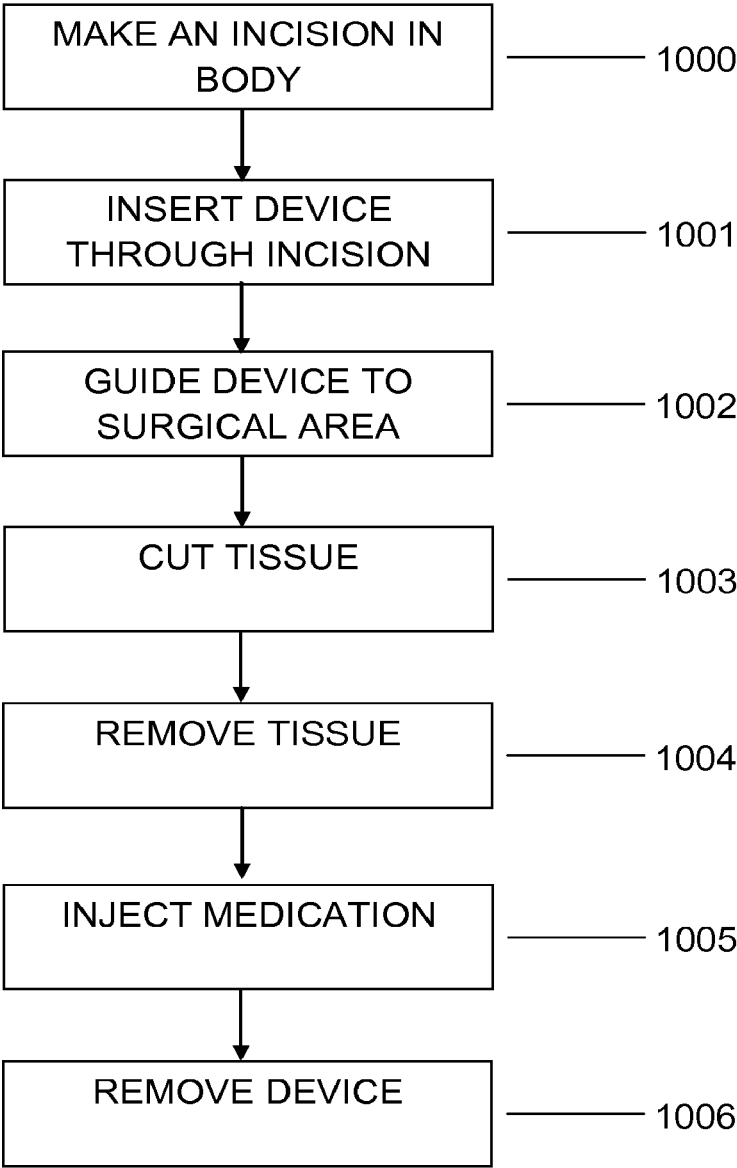 MAKE AN INCISION IN
BODY
1000
INSERT DEVICE
THROUGH INCISION
1001
GUIDE DEVICE TO
SURGICAL AREA
1002
CUT TISSUE
1003
REMOVE TISSUE
1004
INJECT MEDICATION
1005
REMOVE DEVICE
1006